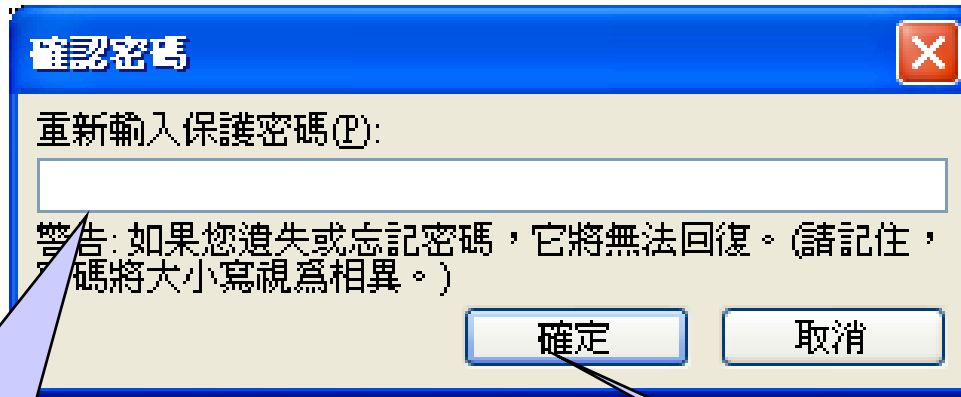 確認密碼
重新輸入保護密碼(P):
警告: 如果您遺失或忘記密碼，它將無法回復。(請記住，
碼將大小寫視爲相異。)
確定
取消